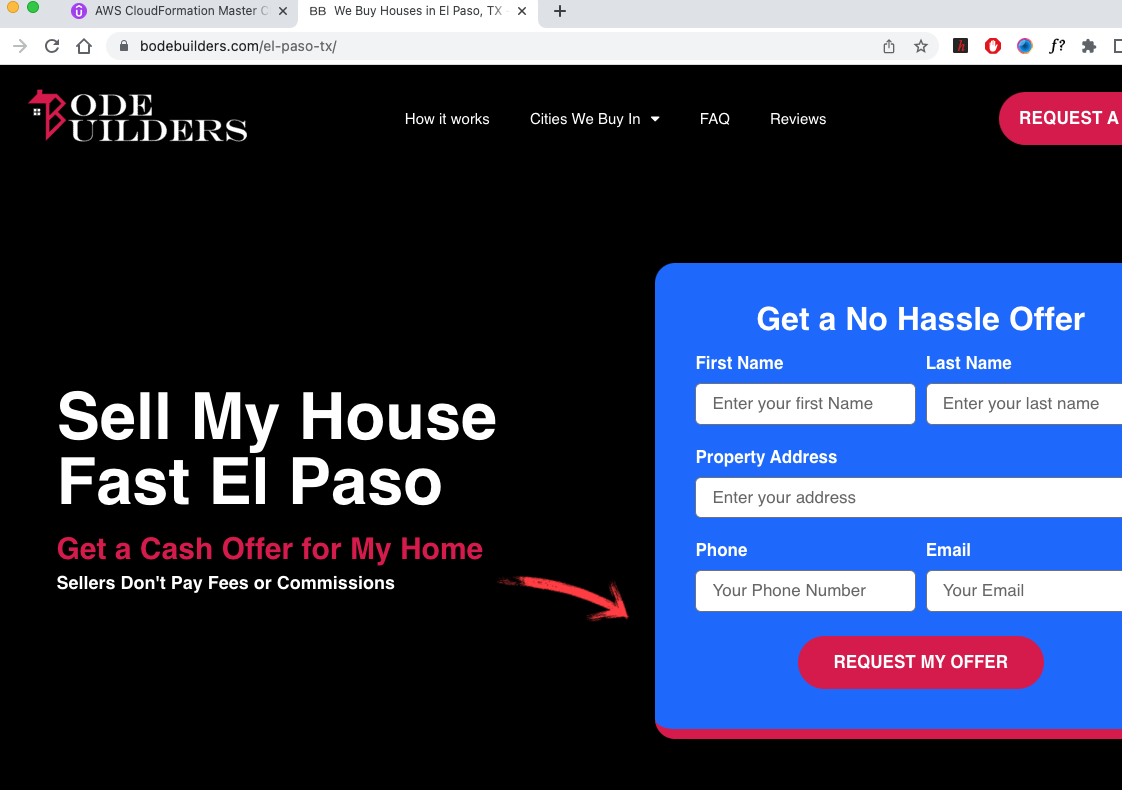 AWS CloudFormation Master C
BB We Buy Houses in El Paso, TX -
bodebuilders.com/el-paso-tx/
h
f?
BODE
BUILDERS
How it works
Cities We Buy In
FAQ
Reviews
REQUEST A
Get a No Hassle Offer
First Name
Last Name
Enter your first Name
Enter your last name
Property Address
Enter your address
Phone
Email
Your Phone Number
Your Email
REQUEST MY OFFER
Sell My House
Fast El Paso
Get a Cash Offer for My Home
Sellers Don't Pay Fees or Commissions